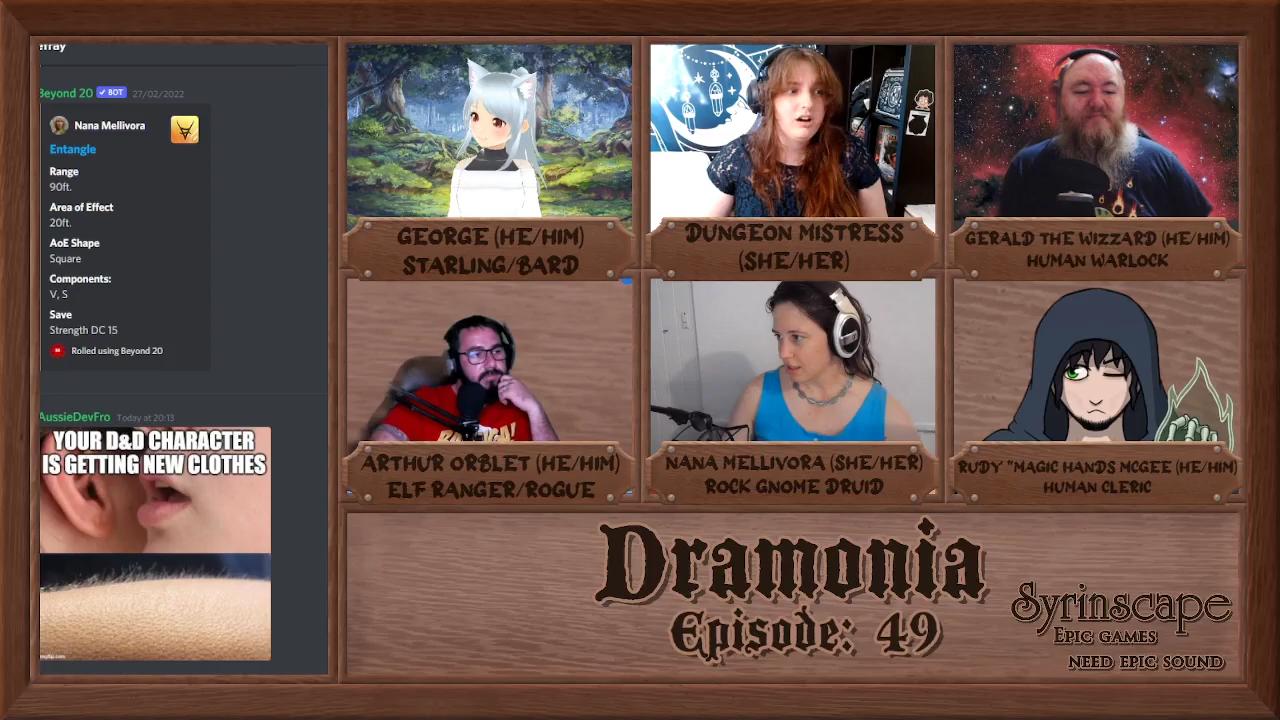 Beyond 20 BOT 27/02/2022
Nana Mellivora
Entangle
Range
90ft.
Area of Effect
20ft.
AoE Shape
Square
Components:
V, S
Save
Strength DC 15
Rolled using Beyond 20
AussieDevFro Today at 20:13
YOUR D&D CHARACTER
IS GETTING NEW CLOTHES
GEORGE (HE/HIM)
STARLING/BARD
DUNGEON MISTRESS
(SHE/HER)
GERALD THE WIZZARD (HE/HIM)
HUMAN WARLOCK
ARTHUR ORBLET (HE/HIM)
ELF RANGER/ROGUE
NANA MELLIVORA (SHE/HER)
ROCK GNOME DRUID
RUDY "MAGIC HANDS MCGEE (HE/HIM)
HUMAN CLERIC
Dramonia
Episode: 49
Syrinscape
EPIC GAMES
NEED EPIC SOUND